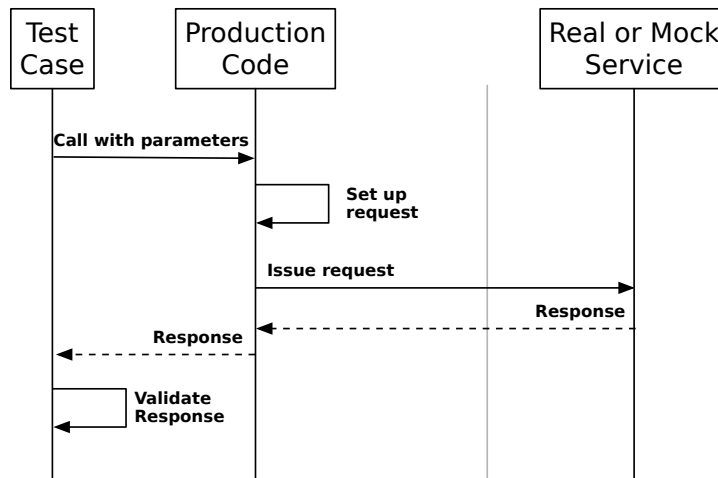 Test
Case
Production
Code
Real or Mock
Service
Call with parameters
Set up
request
Issue request
Response
Response
Validate
Response